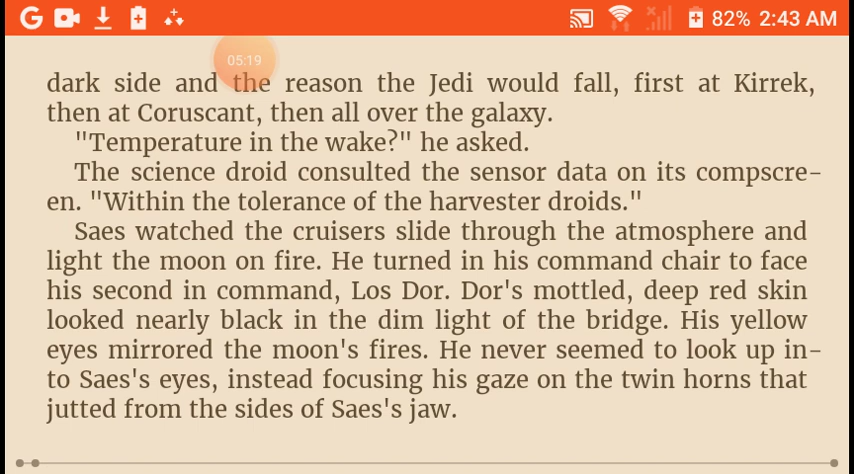 G 82% 2:43 AM
05:19
dark side and the reason the Jedi would fall, first at Kirrek,
then at Coruscant, then all over the galaxy.
"Temperature in the wake?" he asked.
The science droid consulted the sensor data on its compscre-
en. "Within the tolerance of the harvester droids."
Saes watched the cruisers slide through the atmosphere and
light the moon on fire. He turned in his command chair to face
his second in command, Los Dor. Dor's mottled, deep red skin
looked nearly black in the dim light of the bridge. His yellow
eyes mirrored the moon's fires. He never seemed to look up in-
to Saes's eyes, instead focusing his gaze on the twin horns that
jutted from the sides of Saes's jaw.